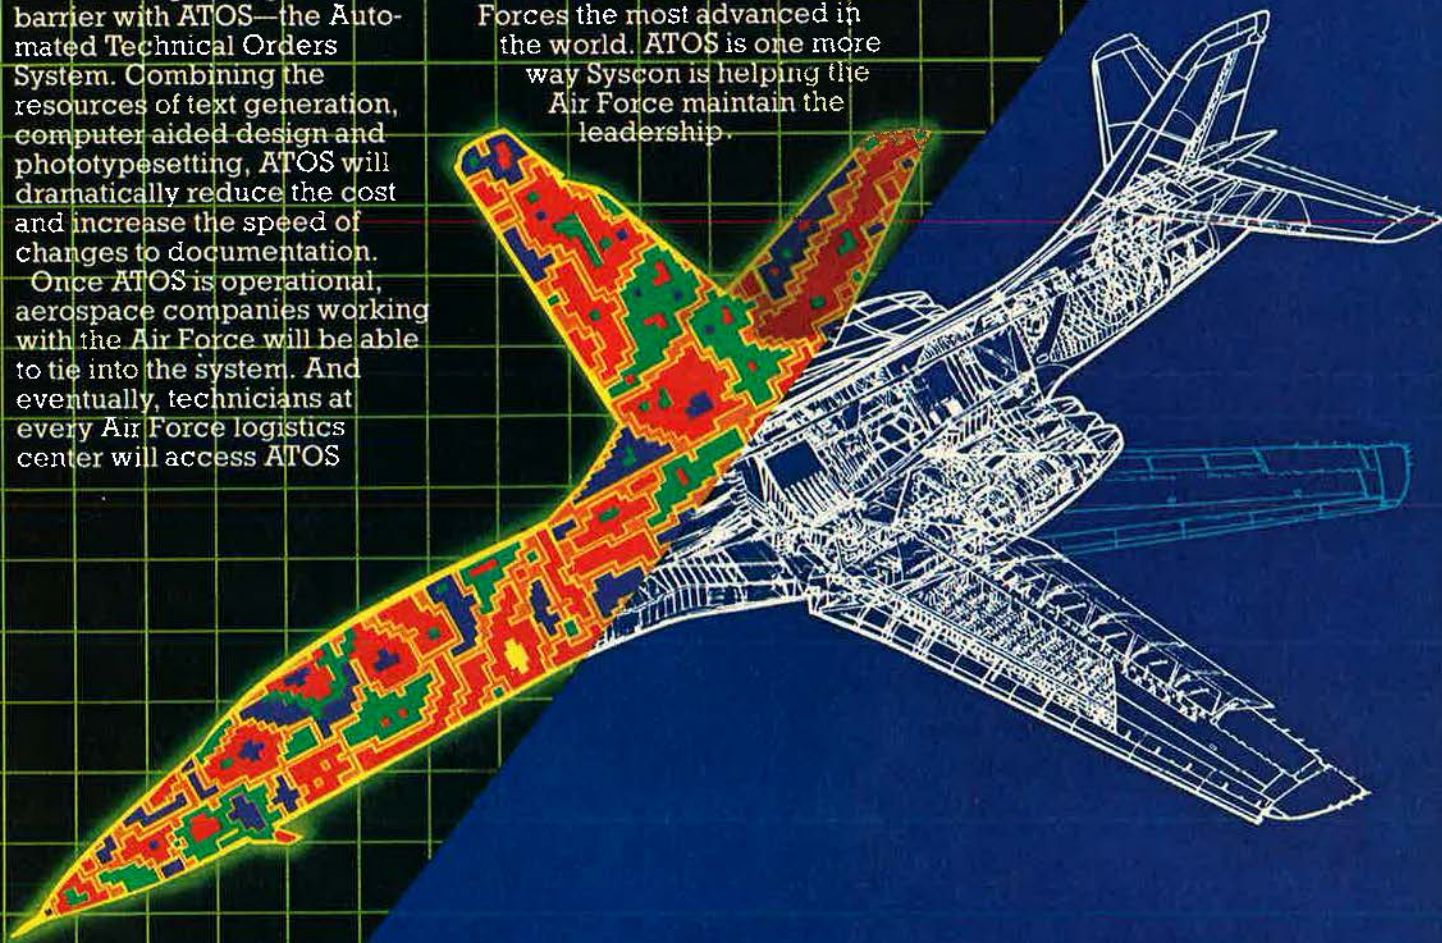 barrier with ATOS—the Auto-
mated Technical Orders
System. Combining the
resources of text generation,
computer aided design and
phototypesetting, ATOS will
dramatically reduce the cost
and increase the speed of
changes to documentation.
Once ATOS is operational,
aerospace companies working
with the Air Force will be able
to tie into the system. And
eventually, technicians at
every Air Force logistics
center will access ATOS
Forces the most advanced in
the world. ATOS is one more
way Syscon is helping the
Air Force maintain the
leadership.